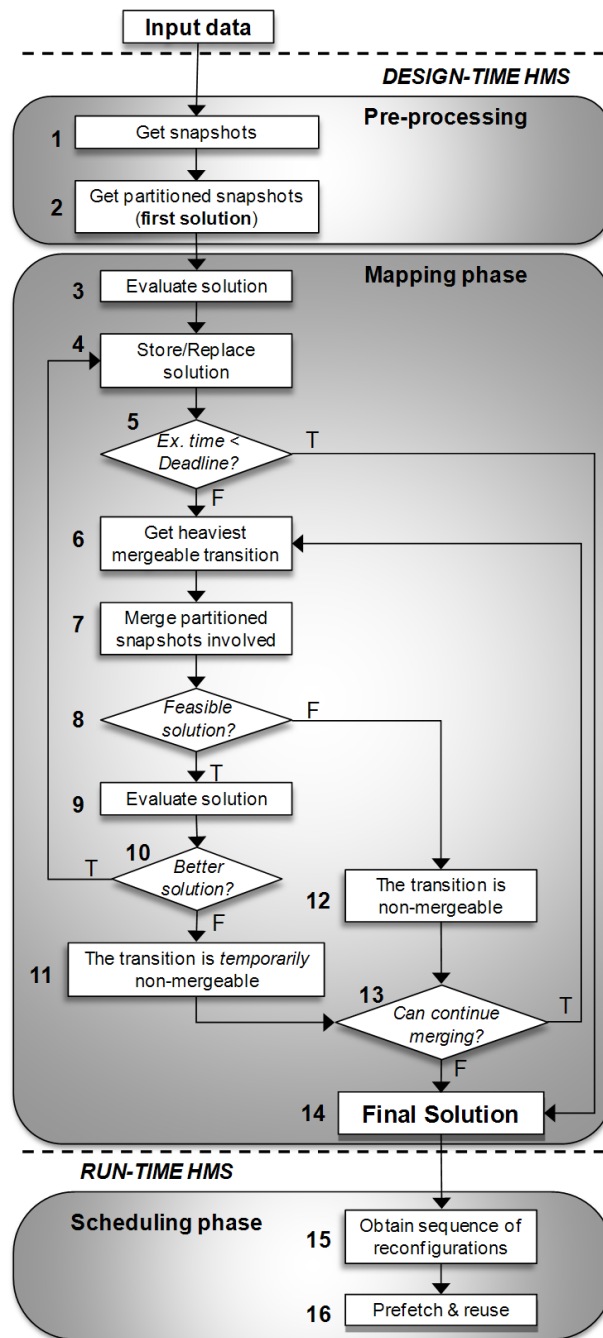 Input data
DESIGN-TIME HMS
Pre-processing
1
Get snapshots
2
Get partitioned snapshots
(first solution)
Mapping phase
3
Evaluate solution
4
Store/Replace
solution
5
Ex. time <
Deadline?
T
F
6
Get heaviest
mergeable transition
7
Merge partitioned
snapshots involved
8
Feasible
solution?
F
T
9
Evaluate solution
10
Better
solution?
T
F
12
The transition is
non-mergeable
11
The transition is temporarily
non-mergeable
13
Can continue
merging?
T
F
14
Final Solution
RUN-TIME HMS
Scheduling phase
15
Obtain sequence of
reconfigurations
16
Prefetch & reuse